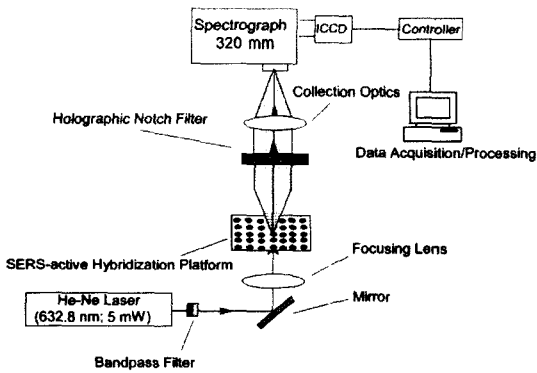 Spectrograph
320 mm
ICCD
Controller
Collection Optics
Holographic Notch Filter
Data Acquisition/Processing
SERS-active Hybridization Platform
Focusing Lens
He-Ne Laser
(632.8 nm; 5 mW)
Mirror
Bandpass Filter